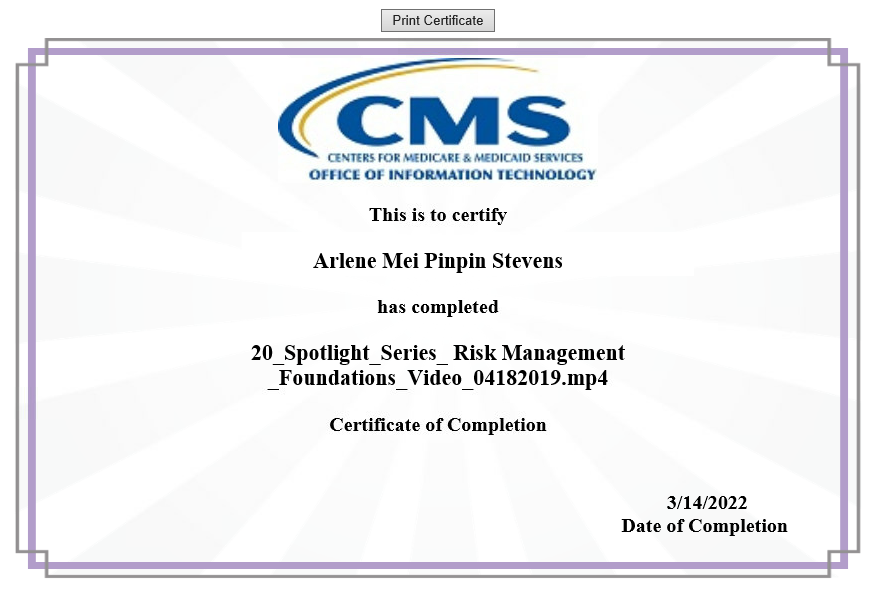 Print Certificate
CMS
CENTERS FOR MEDICARE & MEDICAID SERVICES
OFFICE OF INFORMATION TECHNOLOGY
This is to certify
Arlene Mei Pinpin Stevens
has completed
20_Spotlight_Series_ Risk Management
_Foundations_Video_04182019.mp4
Certificate of Completion
3/14/2022
Date of Completion